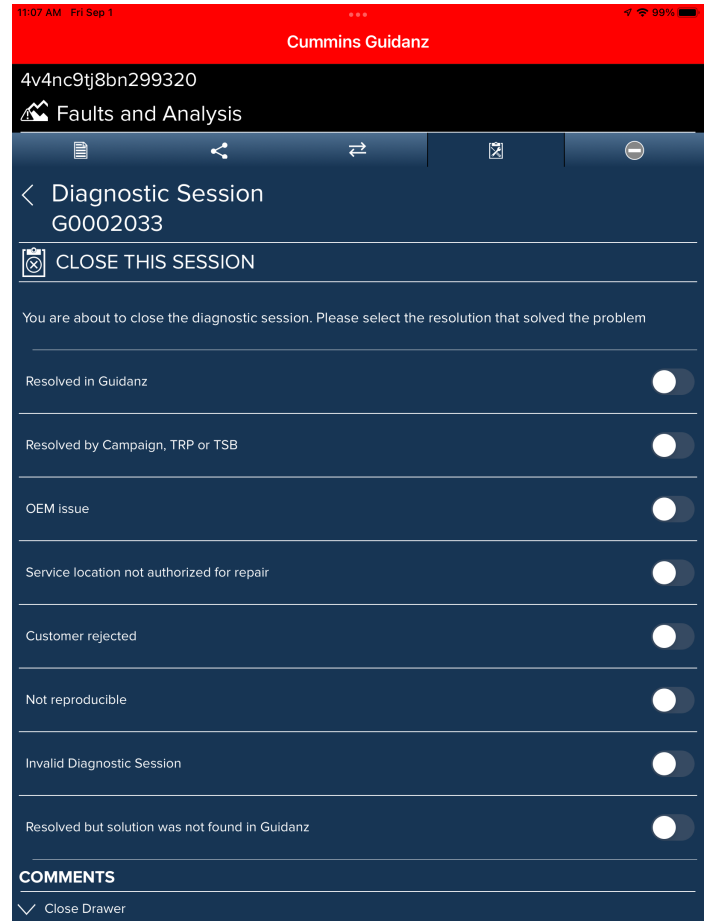 11:07 AM Fri Sep 1
99%
Cummins Guidanz
4v4nc9tj8bn299320
Faults and Analysis
Diagnostic Session
G0002033
CLOSE THIS SESSION
You are about to close the diagnostic session. Please select the resolution that solved the problem
Resolved in Guidanz
Resolved by Campaign, TRP or TSB
OEM issue
Service location not authorized for repair
Customer rejected
Not reproducible
Invalid Diagnostic Session
Resolved but solution was not found in Guidanz
COMMENTS
Close Drawer